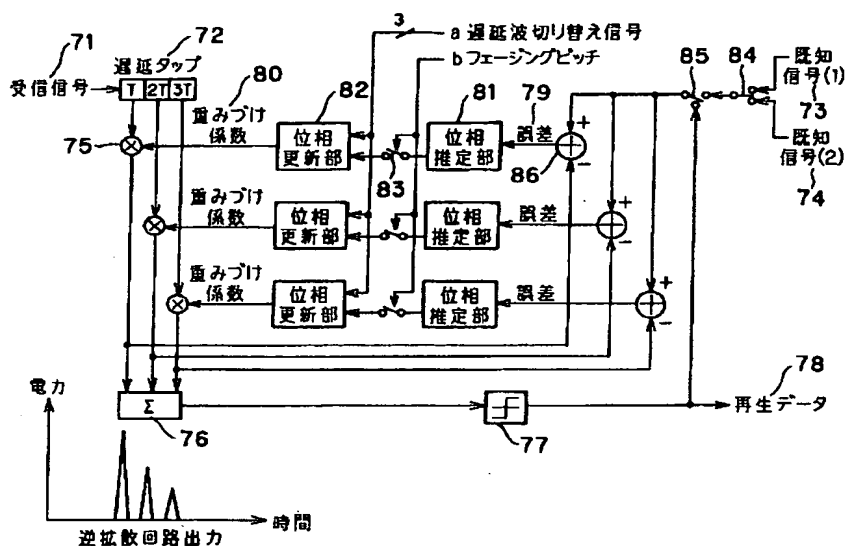 71
72
受信信号
遅延タップ
T 2T 3T
3
a 遅延波切り替え信号
b フェージングピッチ
85
84
既知
信号(1)
73
既知
信号(2)
74
80
重みづけ
係数
82
位相
更新部
83
81
位相
推定部
79
誤差
+
−
86
75
重みづけ
係数
位相
更新部
位相
推定部
誤差
+
−
重みづけ
係数
位相
更新部
位相
推定部
誤差
+
−
78
再生データ
77
Σ
76
電力
時間
逆拡散回路出力